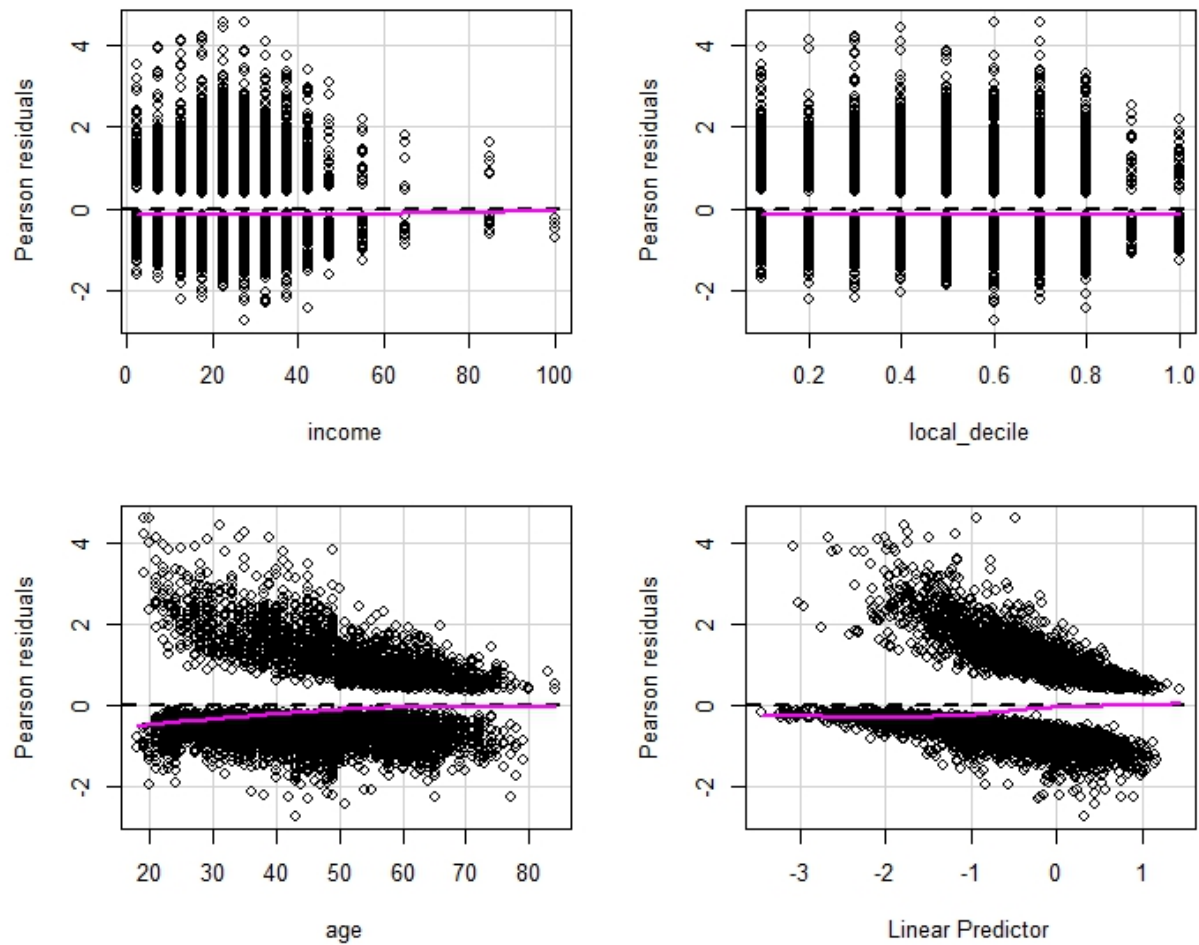 Pearson residuals
4
2
0
-2
0 20 40 60 80 100
income
Pearson residuals
4
2
0
-2
0.2 0.4 0.6 0.8 1.0
local_decile
Pearson residuals
4
2
0
-2
20 30 40 50 60 70 80
age
Pearson residuals
4
2
0
-2
-3 -2 -1 0 1
Linear Predictor